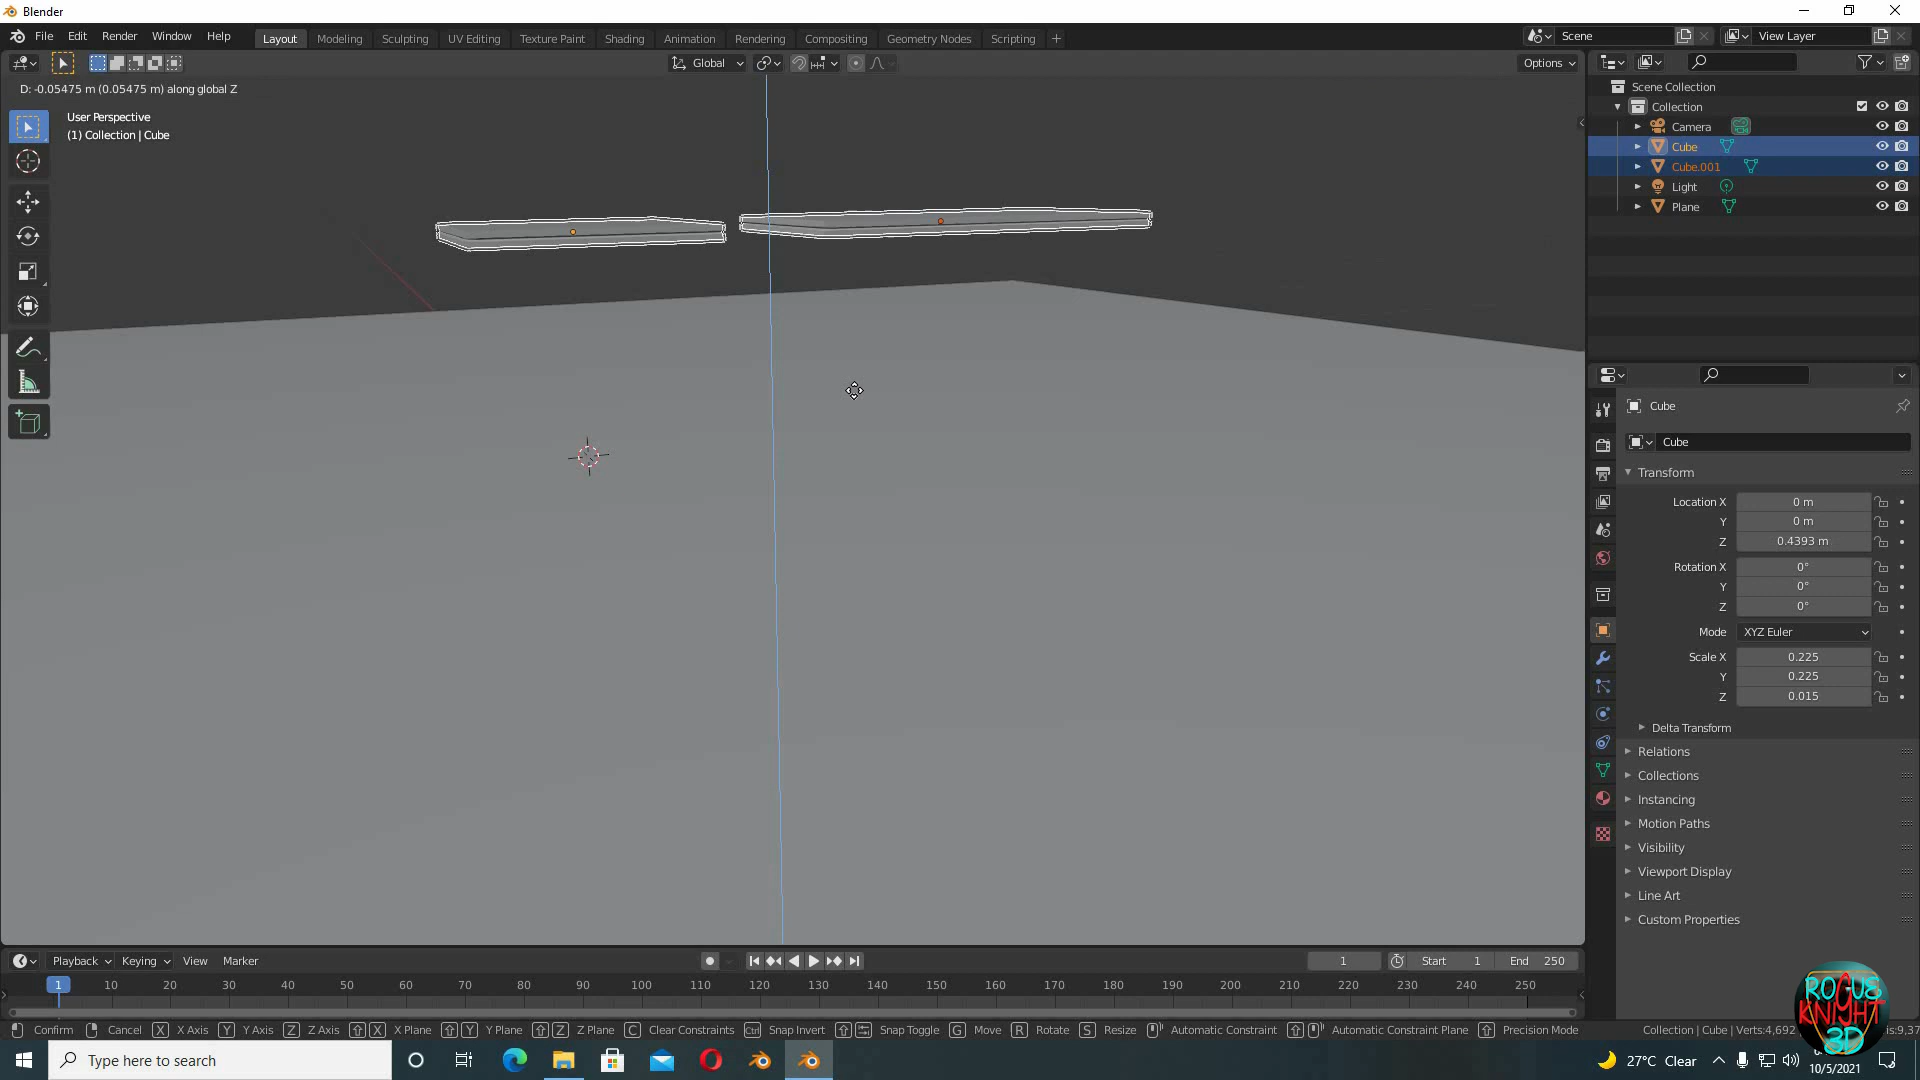 Blender
File Edit Render Window Help
Layout Modeling Sculpting UV Editing Texture Paint Shading Animation Rendering Compositing Geometry Nodes Scripting +
Scene View Layer
Global Options
D: -0.05475 m (0.05475 m) along global Z
User Perspective
(1) Collection | Cube
Scene Collection
Collection
Camera
Cube
Cube.001
Light
Plane
Cube
Cube
Transform
Location X 0 m
Y 0 m
Z 0.4393 m
Rotation X 0°
Y 0°
Z 0°
Mode XYZ Euler
Scale X 0.225
Y 0.225
Z 0.015
Delta Transform
Relations
Collections
Instancing
Motion Paths
Visibility
Viewport Display
Line Art
Custom Properties
Playback Keying View Marker 1 Start 1 End 250
1 10 20 30 40 50 60 70 80 90 100 110 120 130 140 150 160 170 180 190 200 210 220 230 240 250
Confirm Cancel X X Axis Y Y Axis Z Z Axis X X Plane Y Y Plane Z Z Plane C Clear Constraints Ctrl Snap Invert Snap Toggle G Move R Rotate S Resize Automatic Constraint Automatic Constraint Plane Precision Mode Collection | Cube | Verts:4,692
ROGUE
KNIGHT
3D
Type here to search
27°C Clear
10/5/2021